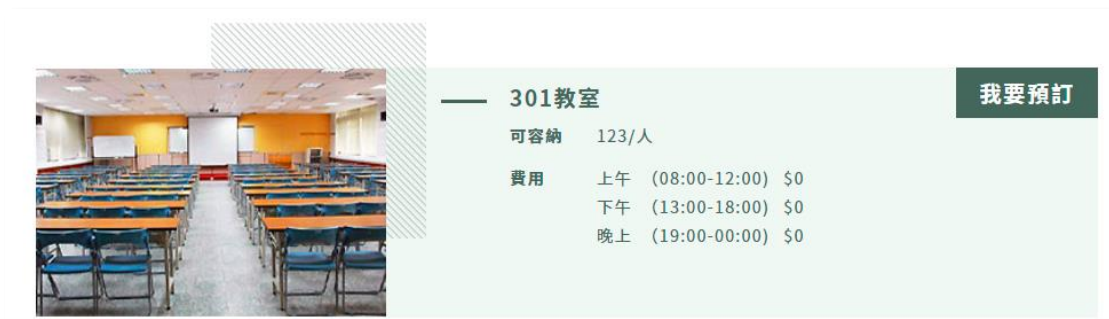 301教室
我要預訂
可容納 123/人
費用 上午 (08:00-12:00) $0
下午 (13:00-18:00) $0
晚上 (19:00-00:00) $0